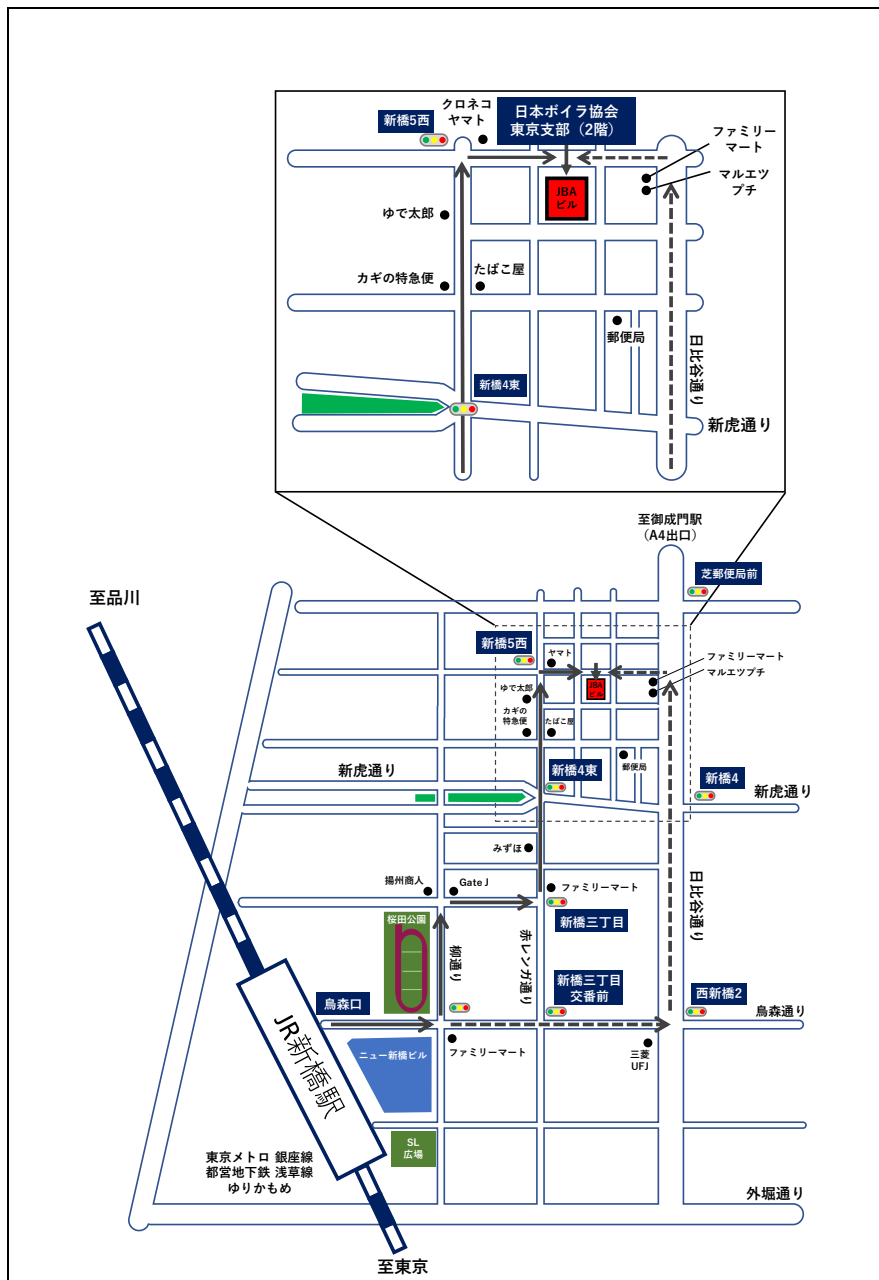 クロネコ
ヤマト
日本ボイラ協会
東京支部（2階）
新橋5西
ファミリー
マート
マルエツ
プチ
JBA
ビル
ゆで太郎
カギの特急便
たばこ屋
郵便局
日比谷通り
新橋4東
新虎通り
至御成門駅
（A4出口）
芝郵便局前
至品川
新橋5西
ヤマト
ファミリーマート
マルエツプチ
JBA
ビル
ゆで太郎
カギの
特急便
たばこ屋
新虎通り
新橋4東
郵便局
新橋4
新虎通り
みずほ
揚州商人
Gate J
ファミリーマート
日比谷通り
桜田公園
新橋三丁目
赤レンガ通り
柳通り
烏森口
新橋三丁目
交番前
西新橋2
烏森通り
JR新橋駅
ニュー新橋ビル
ファミリーマート
三菱
UFJ
SL
広場
東京メトロ 銀座線
都営地下鉄 浅草線
ゆりかもめ
外堀通り
至東京